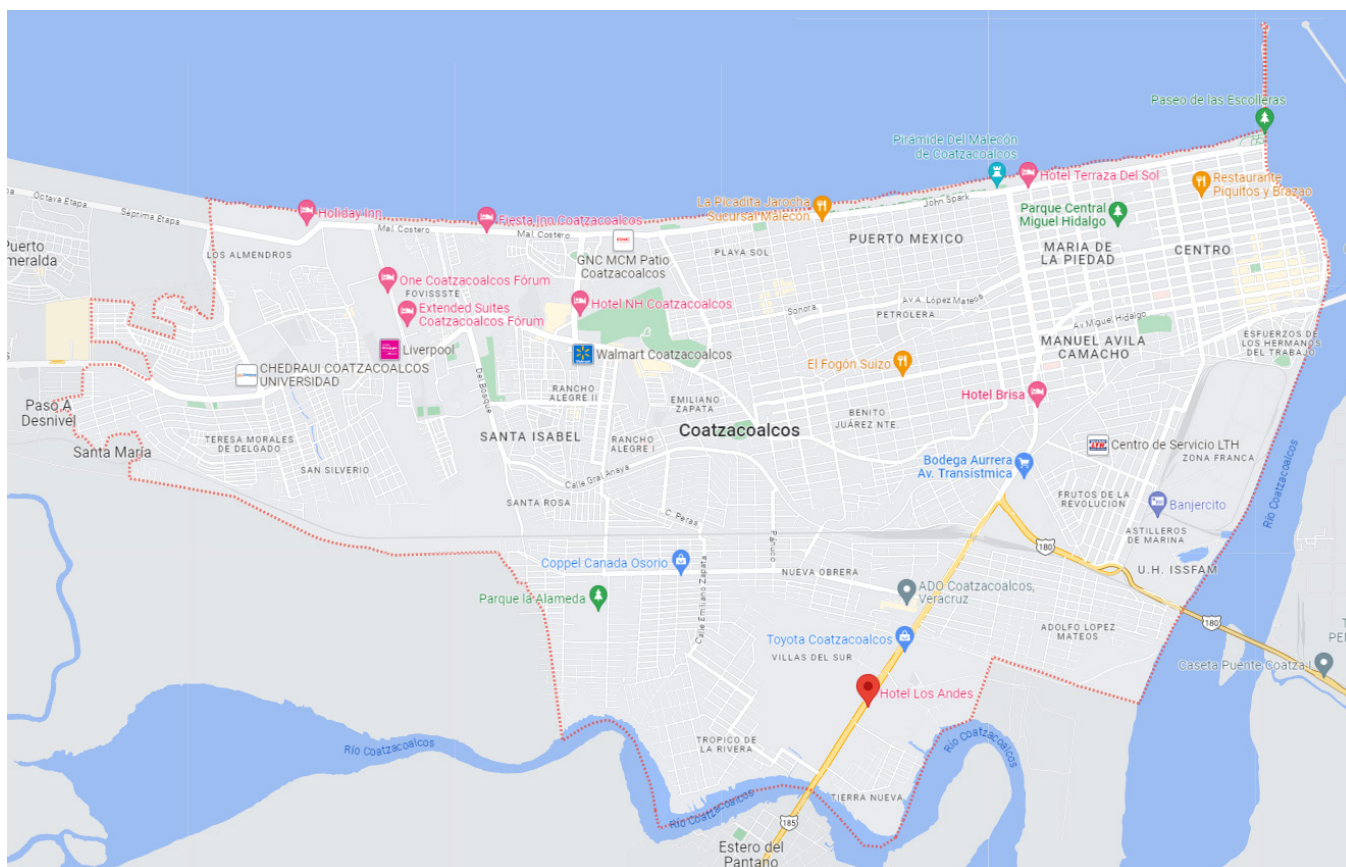 Paseo de las Escolleras
Pirámide Del Malecón
de Coatzacoalcos
Hotel Terraza Del Sol
Restaurante
Piquitos y Brazao
Octava Etapa
Séptima Etapa
Holiday Inn
Fiesta Inn Coatzacoalcos
La Picadita Jarocha
Sucursal Malecón
John Spark
Parque Central
Miguel Hidalgo
Mal. Costero
Mal. Costero
GNC
GNC MCM Patio
Coatzacoalcos
PLAYA SOL
PUERTO MEXICO
MARIA DE
LA PIEDAD
CENTRO
Puerto
meralda
LOS ALMENDROS
One Coatzacoalcos Fórum
FOVISSSTE
Extended Suites
Coatzacoalcos Fórum
Hotel NH Coatzacoalcos
Sonora
Av. A. López Mateos
PETROLERA
Av. Miguel Hidalgo
MANUEL AVILA
CAMACHO
ESFUERZOS DE
LOS HERMANOS
DEL TRABAJO
Liverpool
Walmart Coatzacoalcos
El Fogón Suizo
CHEDRAUI COATZACOALCOS
UNIVERSIDAD
Del Bosque
RANCHO
ALEGRE II
EMILIANO
ZAPATA
Hotel Brisa
Paso A
Desnivel
BENITO
JUÁREZ NTE.
Coatzacoalcos
SANTA ISABEL
RANCHO
ALEGRE I
TERESA MORALES
DE DELGADO
Santa María
SAN SILVERIO
LTH
Centro de Servicio LTH
ZONA FRANCA
Bodega Aurrera
Av. Transístmica
Calle Gral Anaya
SANTA ROSA
FRUTOS DE LA
REVOLUCION
Banjercito
Río Coatzacoalcos
C. Peras
Pánuco
ASTILLEROS
DE MARINA
180
U.H. ISSFAM
Coppel Canada Osorio
NUEVA OBRERA
ADO Coatzacoalcos,
Veracruz
Parque la Alameda
Calle Emiliano Zapata
180
ADOLFO LOPEZ
MATEOS
Toyota Coatzacoalcos
VILLAS DEL SUR
Caseta Puente Coatza-I
Hotel Los Andes
TROPICO DE
LA RIVERA
Río Coatzacoalcos
Río Coatzacoalcos
Río Coatzacoalcos
TIERRA NUEVA
185
Estero del
Pantano